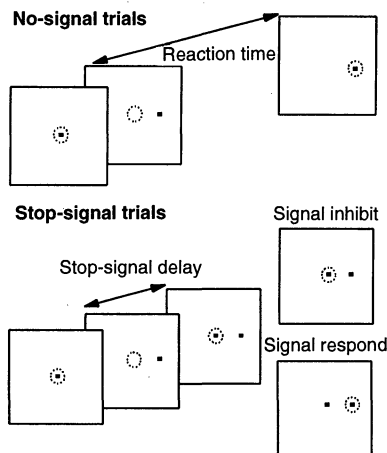 No-signal trials
Reaction time
Stop-signal trials
Signal inhibit
Stop-signal delay
Signal respond